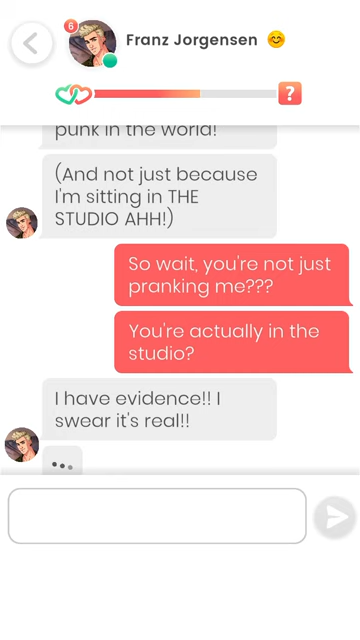 6
Franz Jorgensen 😊
?
punk in the world!
(And not just because
I'm sitting in THE
STUDIO AHH!)
So wait, you're not just
pranking me???
You're actually in the
studio?
I have evidence!! I
swear it's real!!
...